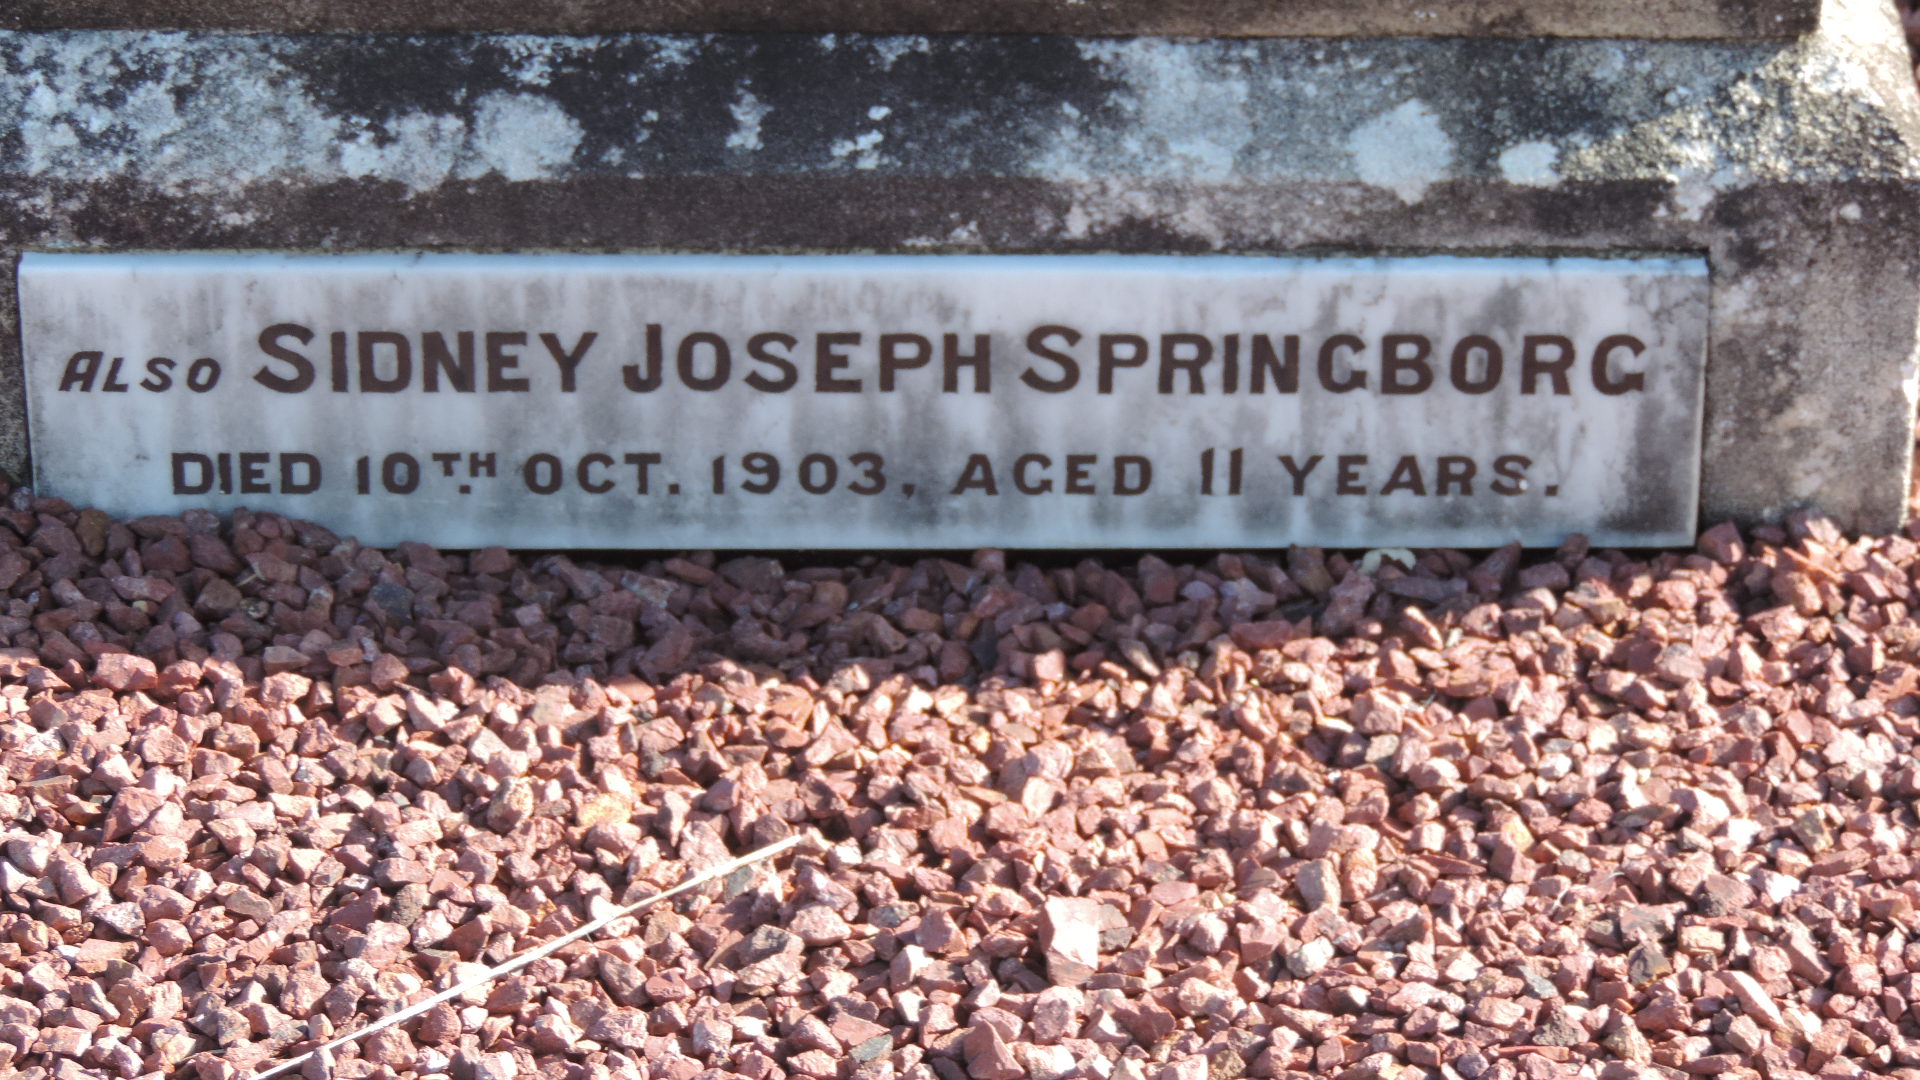 ALSO SIDNEY JOSEPH SPRINGBORG
DIED 10TH OCT. 1903, AGED 11 YEARS.